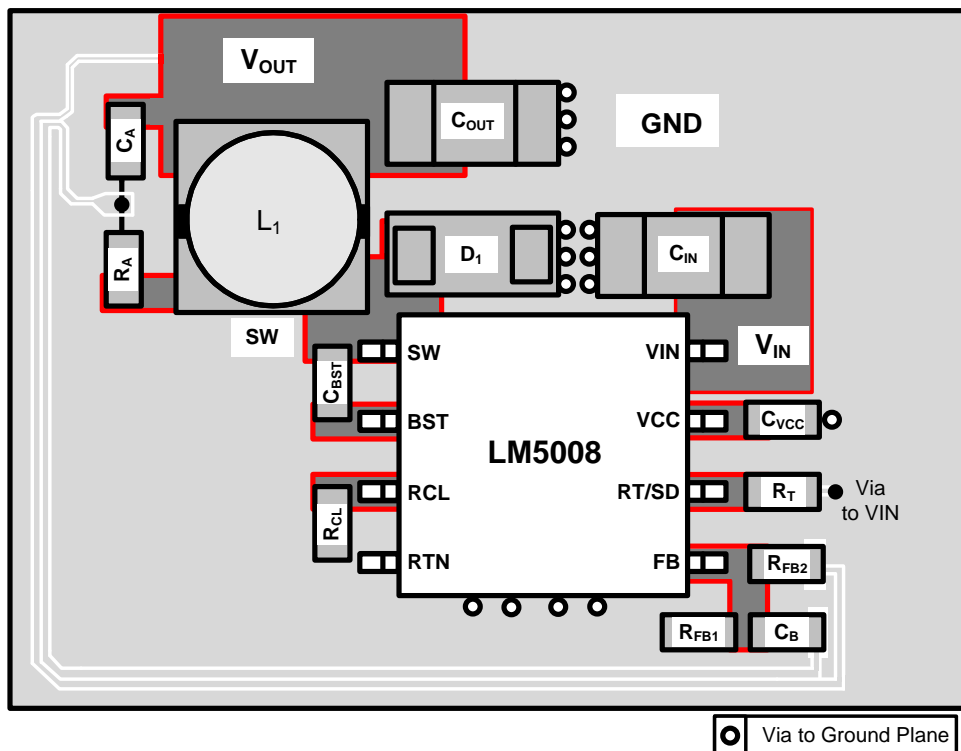 VOUT
COUT
GND
CA
L1
D1
CIN
RA
SW
VIN
CBST
SW
VIN
BST
VCC
CVCC
LM5008
RCL
RCL
RT/SD
RT
Via
to VIN
RTN
FB
RFB2
RFB1
CB
Via to Ground Plane